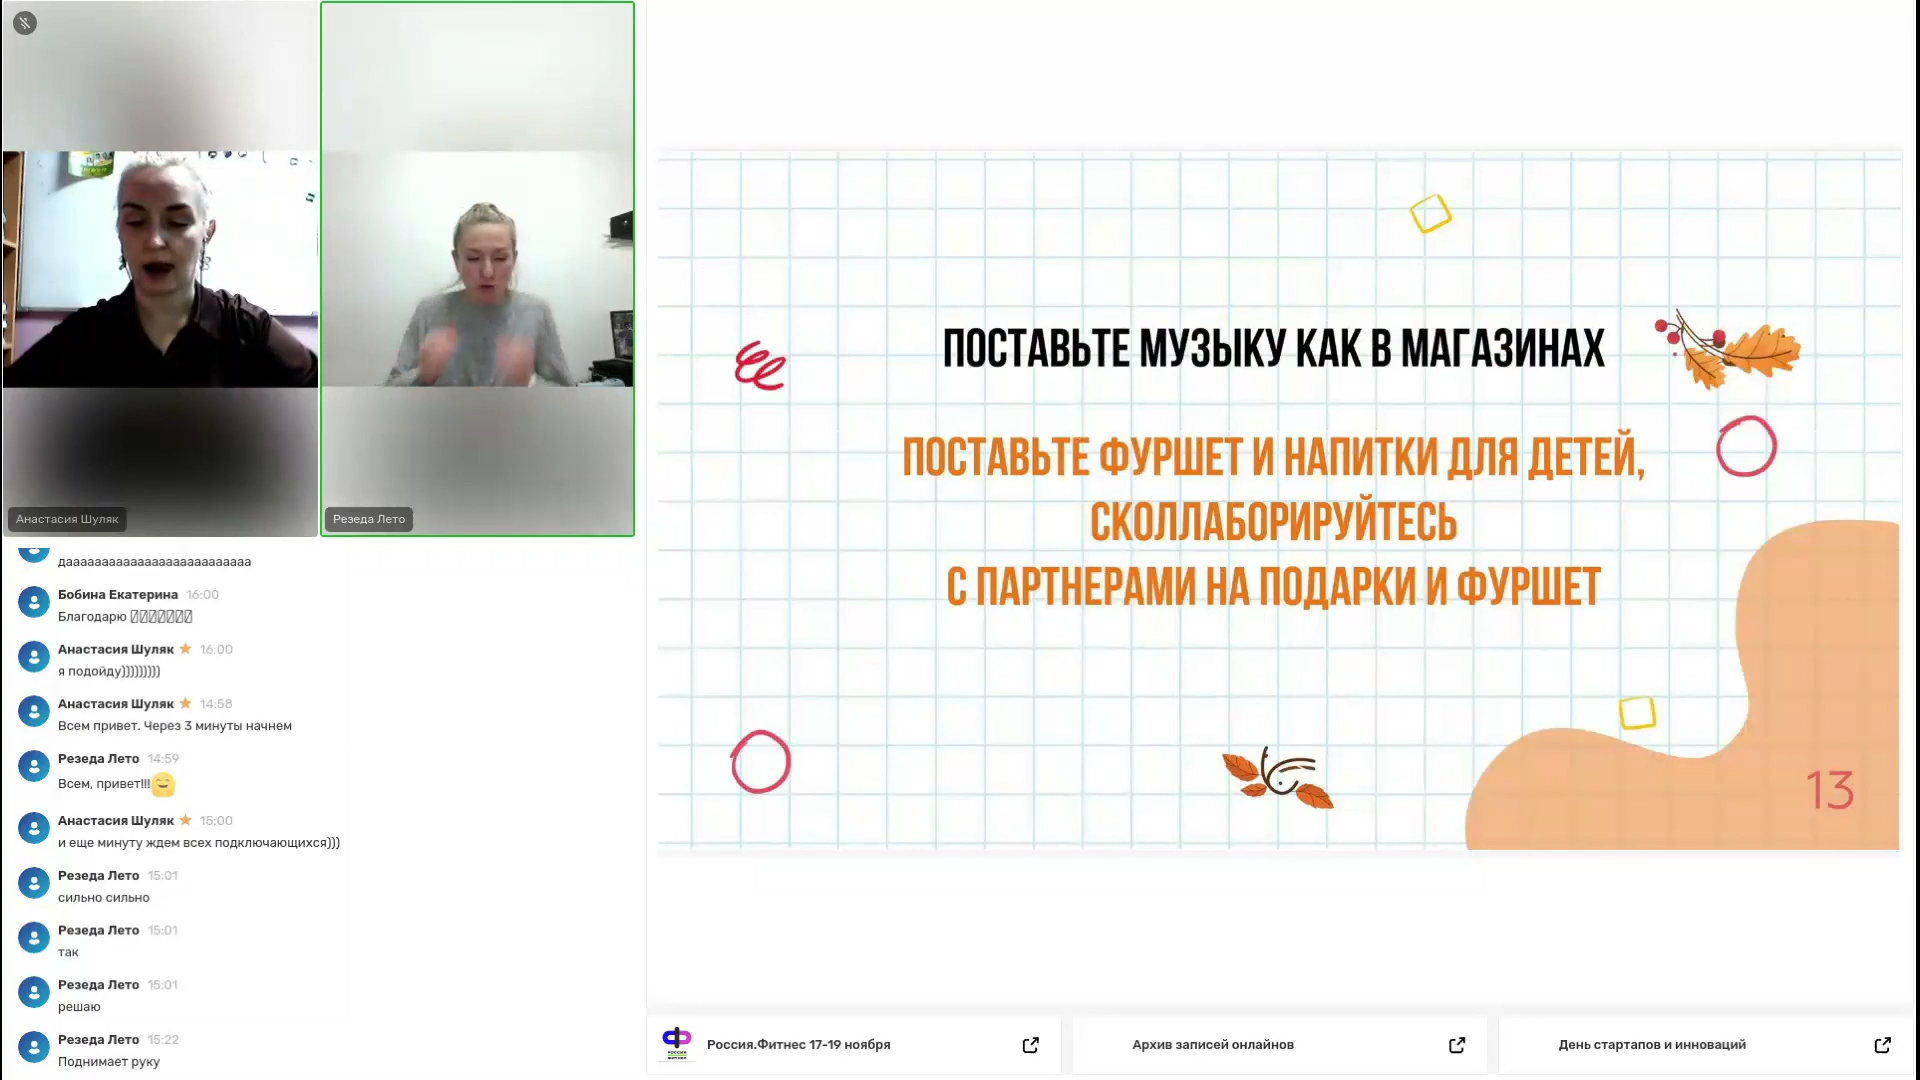 Анастасия Шуляк
Резеда Лето
дааааааааааааааааааааааааааа
Бобина Екатерина 16:00
Благодарю
Анастасия Шуляк 16:00
я подойду)))))))))
Анастасия Шуляк 14:58
Всем привет. Через 3 минуты начнем
Резеда Лето 14:59
Всем, привет!!!
Анастасия Шуляк 15:00
и еще минуту ждем всех подключающихся)))
Резеда Лето 15:01
сильно сильно
Резеда Лето 15:01
так
Резеда Лето 15:01
решаю
Резеда Лето 15:22
Поднимает руку
ПОСТАВЬТЕ МУЗЫКУ КАК В МАГАЗИНАХ
ПОСТАВЬТЕ ФУРШЕТ И НАПИТКИ ДЛЯ ДЕТЕЙ,
СКОЛЛАБОРИРУЙТЕСЬ
С ПАРТНЕРАМИ НА ПОДАРКИ И ФУРШЕТ
13
РОССИЯ
ФИТНЕС
Россия.Фитнес 17-19 ноября
Архив записей онлайнов
День стартапов и инноваций